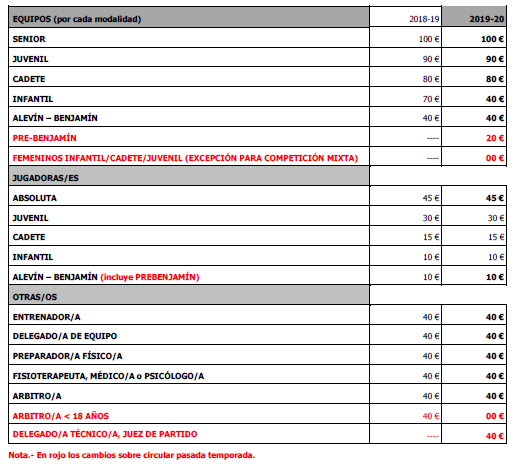 EQUIPOS (por cada modalidad) 2018-19 2019-20
SENIOR 100 € 100 €
JUVENIL 90 € 90 €
CADETE 80 € 80 €
INFANTIL 70 € 40 €
ALEVÍN – BENJAMÍN 40 € 40 €
PRE-BENJAMÍN ---- 20 €
FEMENINOS INFANTIL/CADETE/JUVENIL (EXCEPCIÓN PARA COMPETICIÓN MIXTA) ---- 00 €
JUGADORAS/ES
ABSOLUTA 45 € 45 €
JUVENIL 30 € 30 €
CADETE 15 € 15 €
INFANTIL 10 € 10 €
ALEVÍN – BENJAMÍN (incluye PREBENJAMÍN) 10 € 10 €
OTRAS/OS
ENTRENADOR/A 40 € 40 €
DELEGADO/A DE EQUIPO 40 € 40 €
PREPARADOR/A FÍSICO/A 40 € 40 €
FISIOTERAPEUTA, MÉDICO/A o PSICÓLOGO/A 40 € 40 €
ARBITRO/A 40 € 40 €
ARBITRO/A < 18 AÑOS 40 € 00 €
DELEGADO/A TÉCNICO/A, JUEZ DE PARTIDO ---- 40 €
Nota.- En rojo los cambios sobre circular pasada temporada.